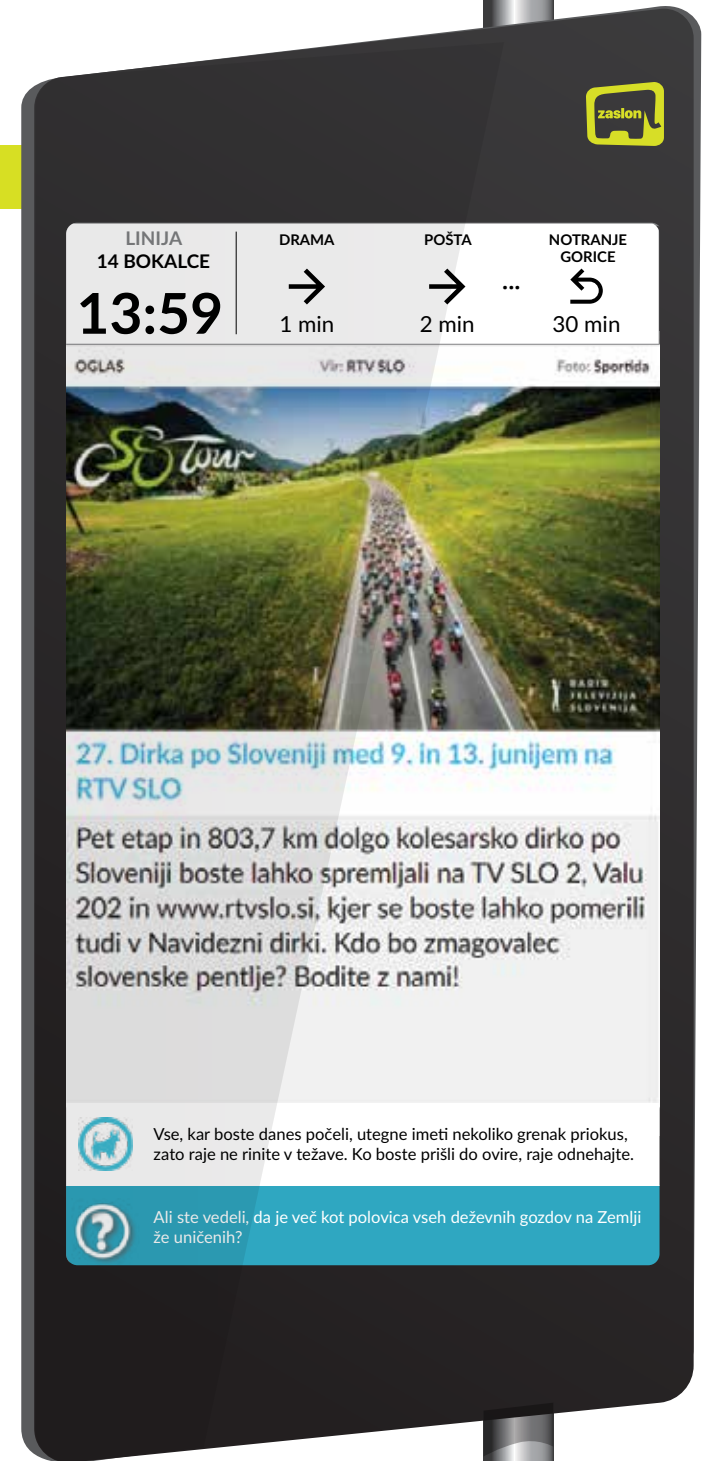 zaslon
LINIJA
14 BOKALCE
13:59
DRAMA
1 min
POŠTA
2 min
...
NOTRANJE
GORICE
30 min
OGLAS
Vir: RTV SLO
Foto: Sportida
Tour
RADIO
TELEVIZIJA
SLOVENIJA
27. Dirka po Sloveniji med 9. in 13. junijem na
RTV SLO
Pet etap in 803,7 km dolgo kolesarsko dirko po
Sloveniji boste lahko spremljali na TV SLO 2, Valu
202 in www.rtvslo.si, kjer se boste lahko pomerili
tudi v Navidezni dirki. Kdo bo zmagovalec
slovenske pentlje? Bodite z nami!
Vse, kar boste danes počeli, utegne imeti nekoliko grenak priokus,
zato raje ne rinite v težave. Ko boste prišli do ovire, raje odnehajte.
?
Ali ste vedeli, da je več kot polovica vseh deževnih gozdov na Zemlji
že uničenih?